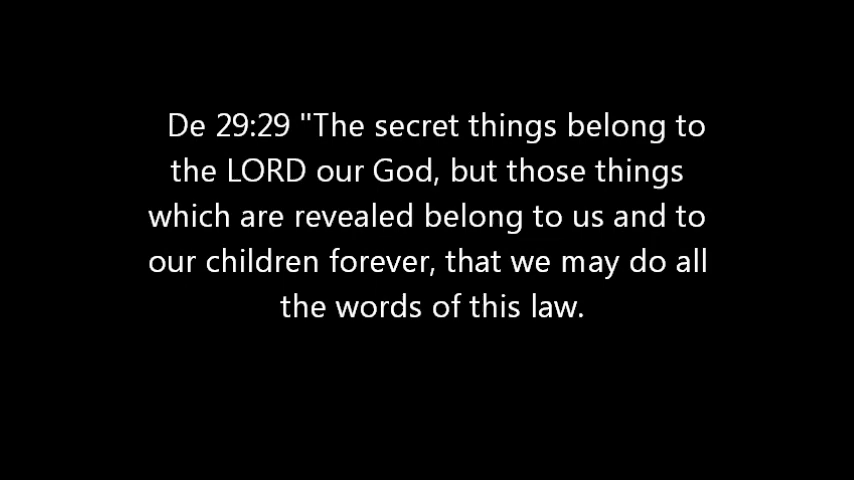 De 29:29 "The secret things belong to
the LORD our God, but those things
which are revealed belong to us and to
our children forever, that we may do all
the words of this law.